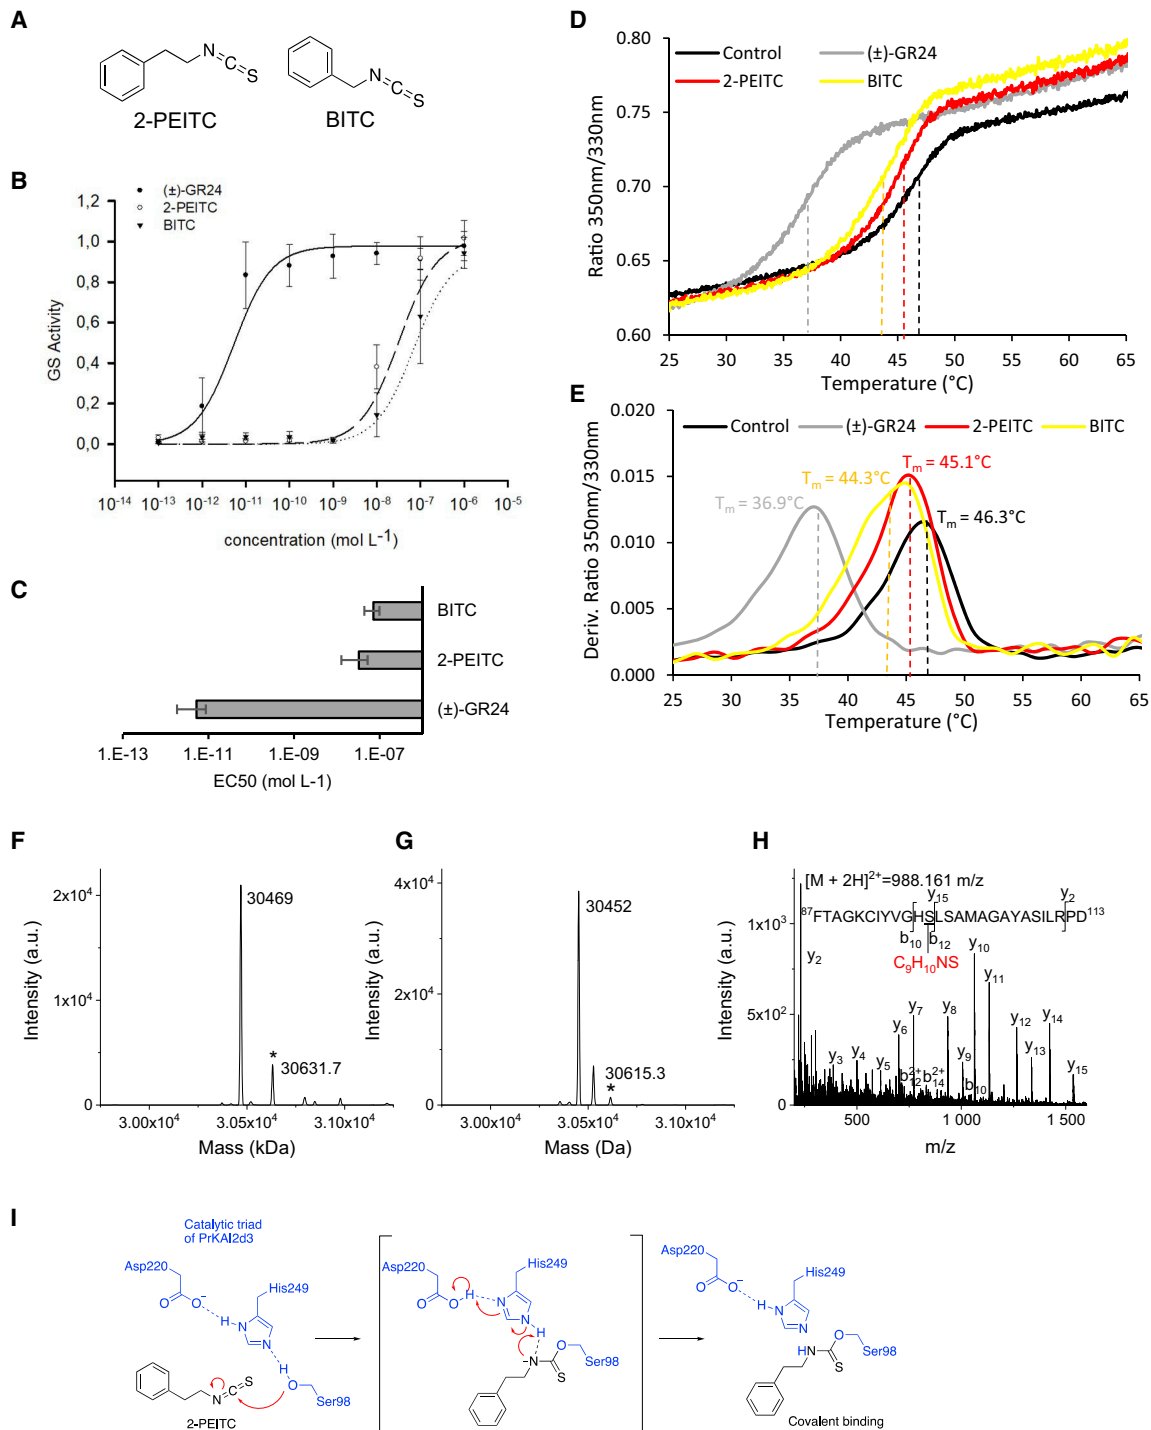 A
N
C
S
2-PEITC
N
C
S
BITC
B
(±)-GR24
2-PEITC
BITC
1,2
1,0
0,8
0,6
0,4
0,2
0,0
GS Activity
10-14 10-13 10-12 10-11 10-10 10-9 10-8 10-7 10-6 10-5
concentration (mol L-1)
C
BITC
2-PEITC
(±)-GR24
1.E-13 1.E-11 1.E-09 1.E-07
EC50 (mol L-1)
D
Control (±)-GR24
2-PEITC BITC
0.80
0.75
0.70
0.65
0.60
Ratio 350nm/330nm
25 30 35 40 45 50 55 60 65
Temperature (°C)
E
Control (±)-GR24 2-PEITC BITC
0.020
0.015
0.010
0.005
0.000
Deriv. Ratio 350nm/330nm
Tm = 45.1°C
Tm = 44.3°C
Tm = 36.9°C
Tm = 46.3°C
25 30 35 40 45 50 55 60 65
Temperature (°C)
F
2x10⁴
1x10⁴
0
Intensity (a.u.)
30469
*
30631.7
3.00x10⁴ 3.05x10⁴ 3.10x10⁴
Mass (kDa)
G
4x10⁴
2x10⁴
0
Intensity (a.u.)
30452
30615.3
*
3.00x10⁴ 3.05x10⁴ 3.10x10⁴
Mass (Da)
H
[M + 2H]²⁺=988.161 m/z
y15 y2
⁸⁷FTAGKCIYVGHSLSAMAGAYASILRPD¹¹³
b10 b12
C9H10NS
1x10³
5x10²
0
Intensity (a.u.)
y2
y3 y4 y5 y6 y7 y8 y9 y10 y11 y12 y13 y14 y15
b12²⁺ b14²⁺ b10
500 1000 1500
m/z
I
Catalytic triad
of PrKAI2d3
Asp220
O
O-
H
N
His249
N
H
O
Ser98
N
C
S
2-PEITC
Asp220
O
O
H
N
His249
N
H
N-
O
S
Ser98
Asp220
O
O-
H
N
His249
N
HN
O
S
Ser98
Covalent binding